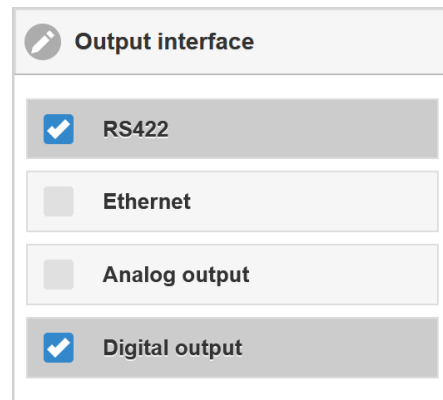 Output interface
RS422
Ethernet
Analog output
Digital output